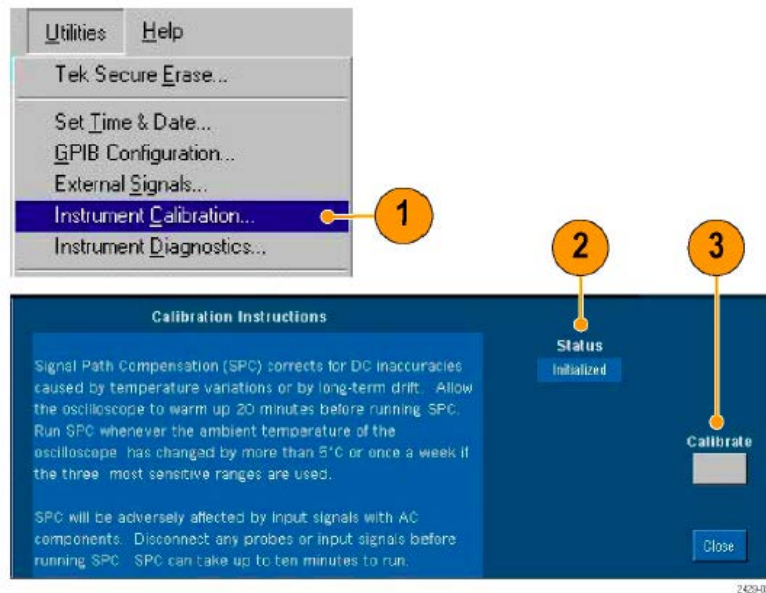 Utilities Help
Tek Secure Erase...
Set Time & Date...
GPIB Configuration...
External Signals...
Instrument Calibration...
Instrument Diagnostics...
1
2
3
Calibration Instructions
Signal Path Compensation (SPC) corrects for DC inaccuracies
caused by temperature variations or by long-term drift. Allow
the oscilloscope to warm up 20 minutes before running SPC.
Run SPC whenever the ambient temperature of the
oscilloscope has changed by more than 5°C or once a week if
the three most sensitive ranges are used.
SPC will be adversely affected by input signals with AC
components. Disconnect any probes or input signals before
running SPC. SPC can take up to ten minutes to run.
Status
Initialized
Calibrate
Close